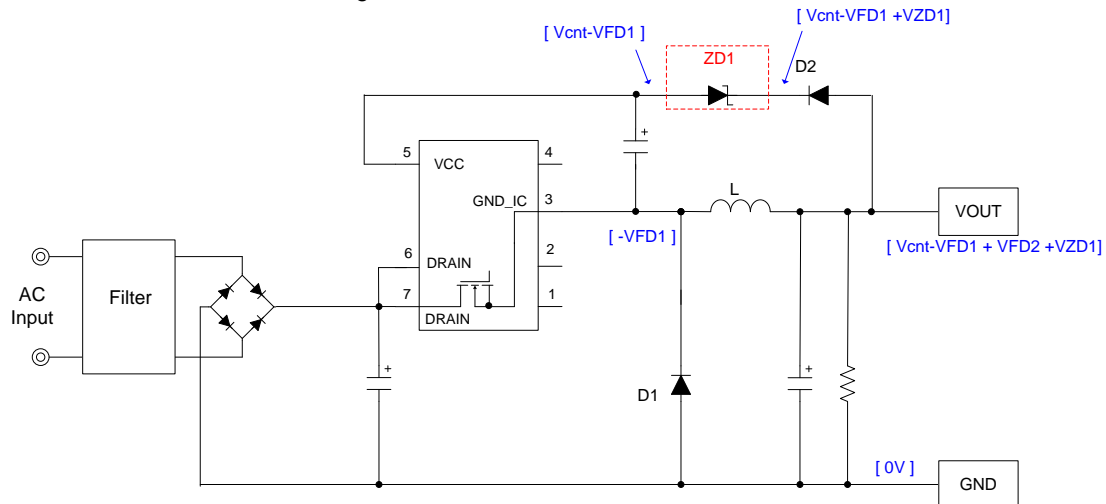 [ Vcnt-VFD1 ]
[ Vcnt-VFD1 +VZD1]
ZD1
D2
+
5
VCC
4
GND_IC
3
L
VOUT
[ -VFD1 ]
[ Vcnt-VFD1 + VFD2 +VZD1]
6
DRAIN
2
7
DRAIN
1
AC
Input
Filter
+
D1
+
[ 0V ]
GND